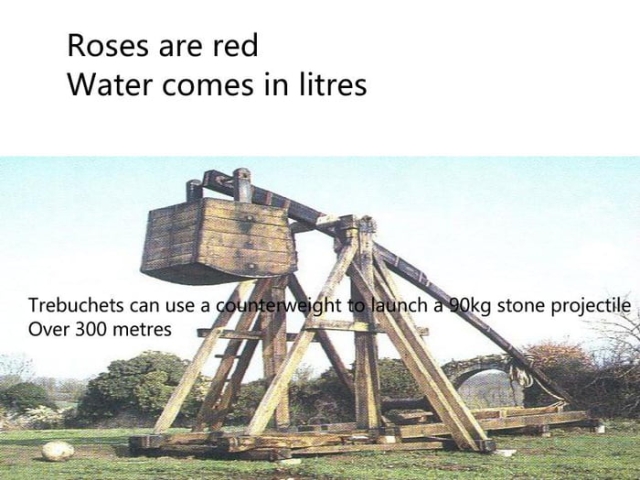 Roses are red
Water comes in litres
Trebuchets can use a counterweight to launch a 90kg stone projectile
Over 300 metres